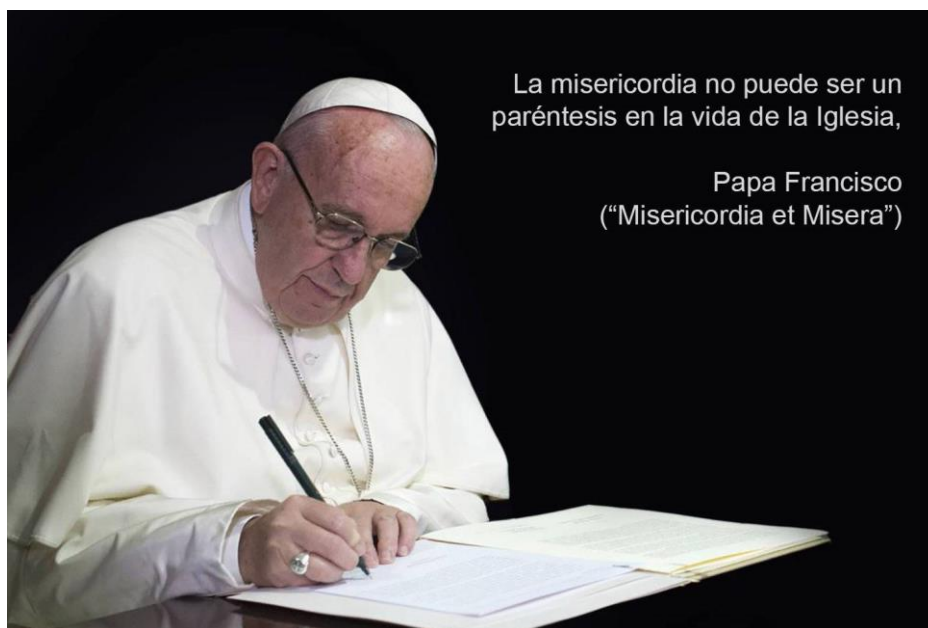 La misericordia no puede ser un
paréntesis en la vida de la Iglesia,
Papa Francisco
(“Misericordia et Misera”)